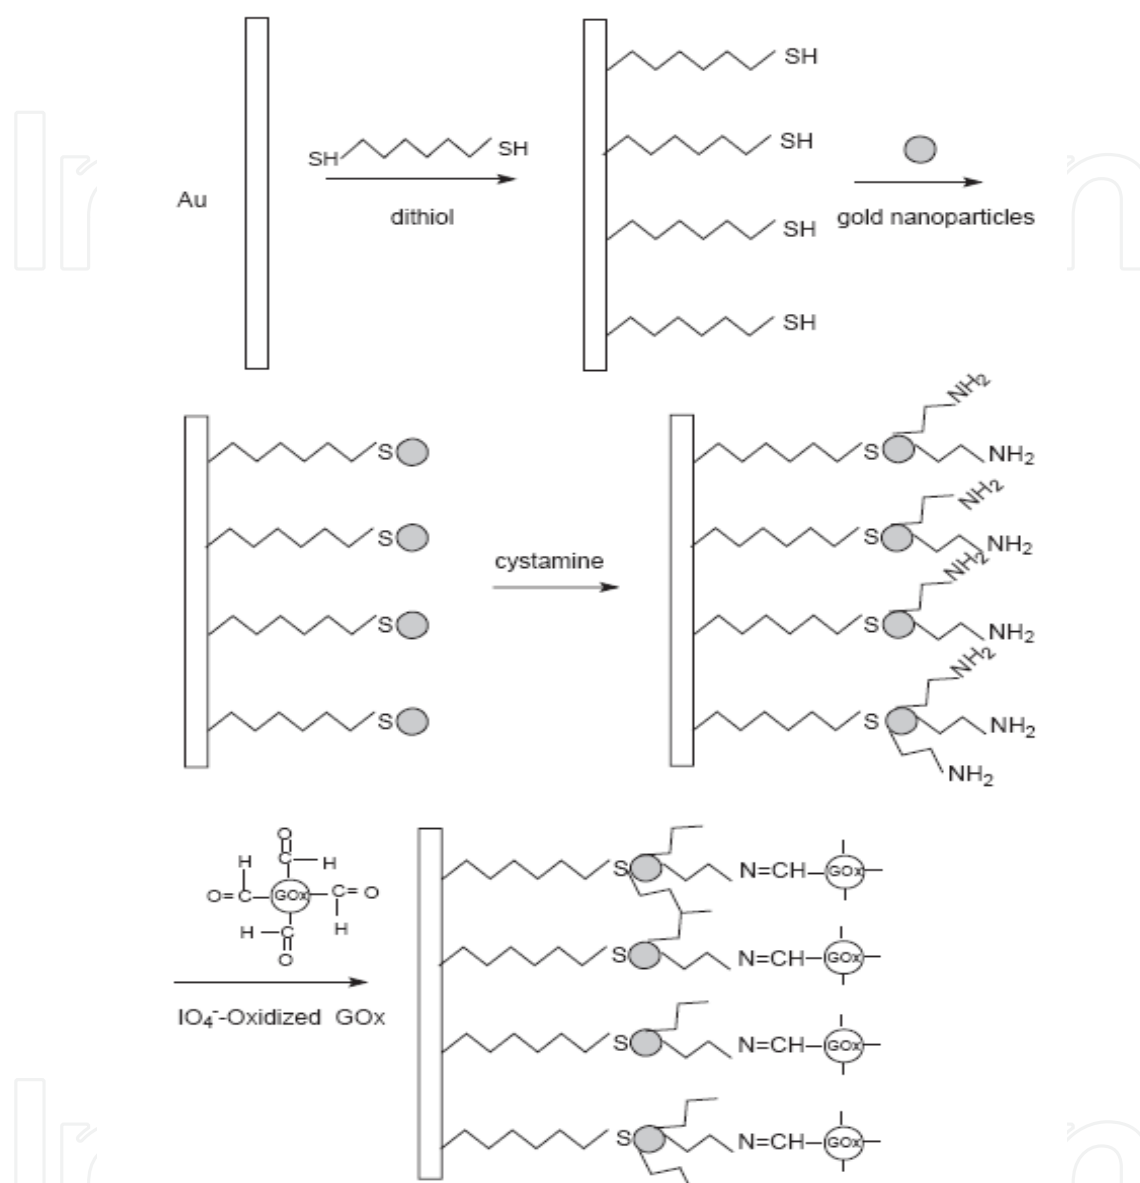 Au
SH SH
dithiol
SH
SH
SH
SH
gold nanoparticles
S
S
S
S
cystamine
S NH₂ NH₂
S NH₂ NH₂
S NH₂ NH₂
S NH₂ NH₂ NH₂
O
H C H
O=C GOx C=O
H C H
O
IO₄⁻-Oxidized GOx
S N=CH GOx
S N=CH GOx
S N=CH GOx
S N=CH GOx